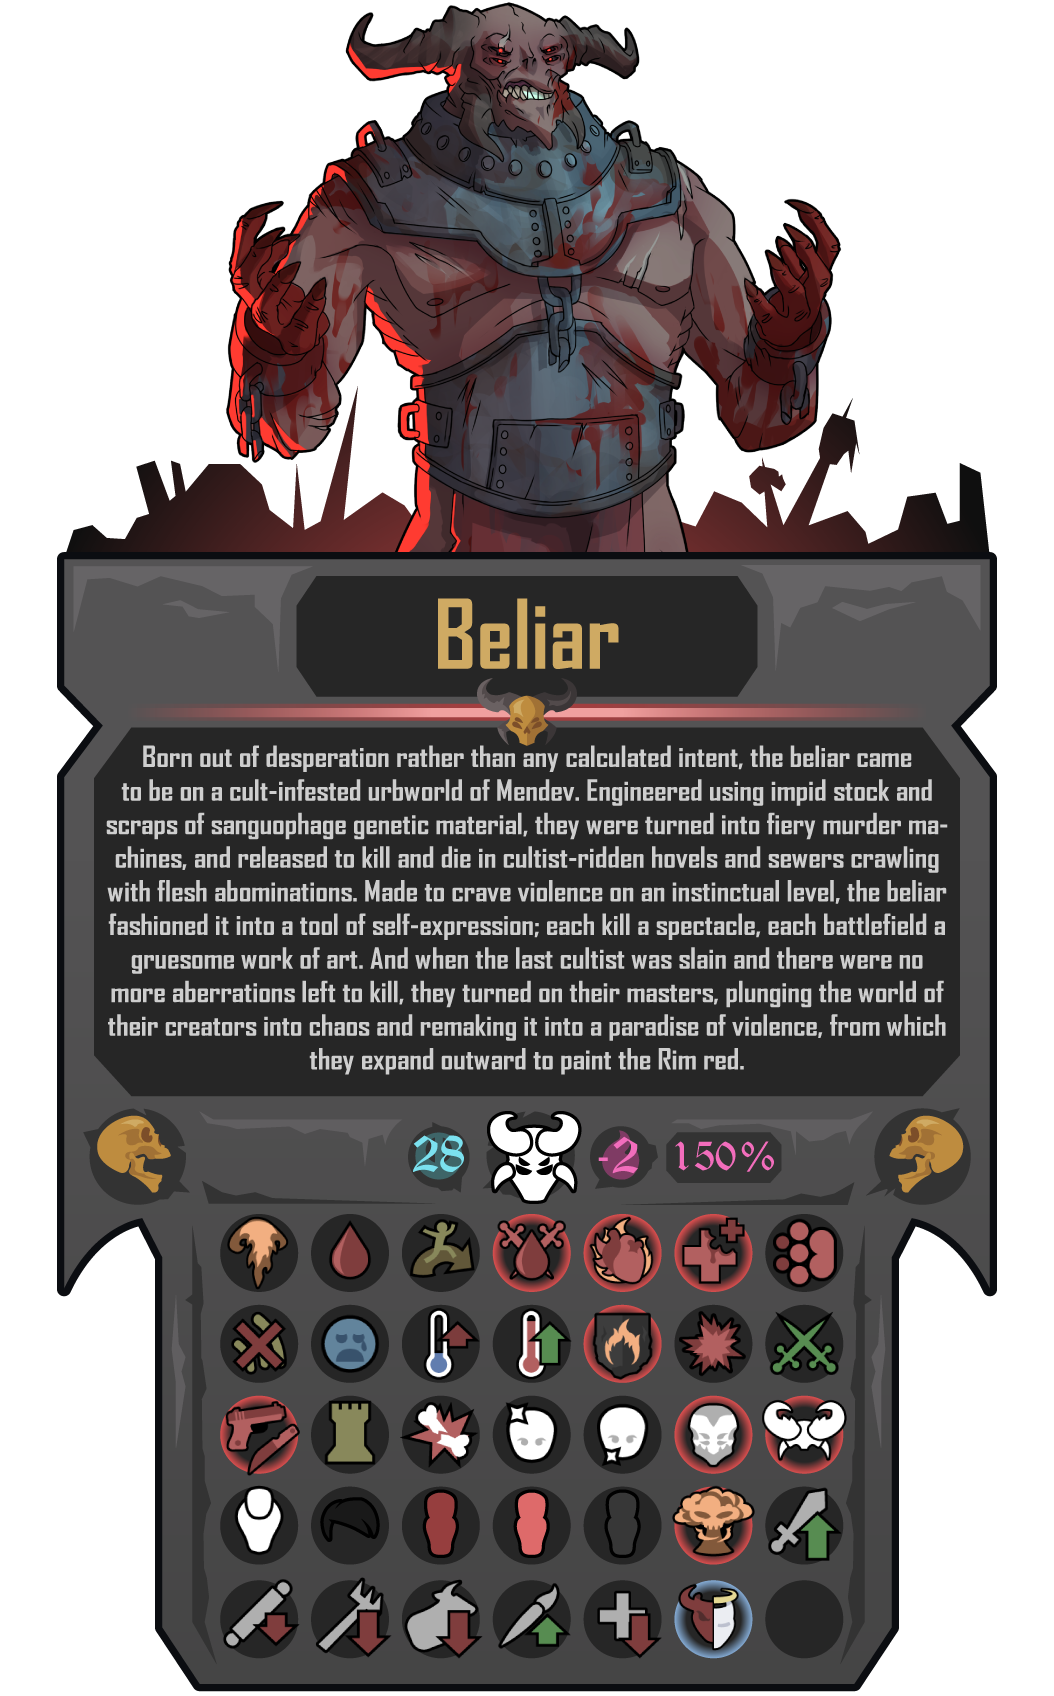 Beliar
Born out of desperation rather than any calculated intent, the beliar came
to be on a cult-infested urbworld of Mendev. Engineered using impid stock and
scraps of sanguophage genetic material, they were turned into fiery murder ma-
chines, and released to kill and die in cultist-ridden hovels and sewers crawling
with flesh abominations. Made to crave violence on an instinctual level, the beliar
fashioned it into a tool of self-expression; each kill a spectacle, each battlefield a
gruesome work of art. And when the last cultist was slain and there were no
more aberrations left to kill, they turned on their masters, plunging the world of
their creators into chaos and remaking it into a paradise of violence, from which
they expand outward to paint the Rim red.
28 -2 150%